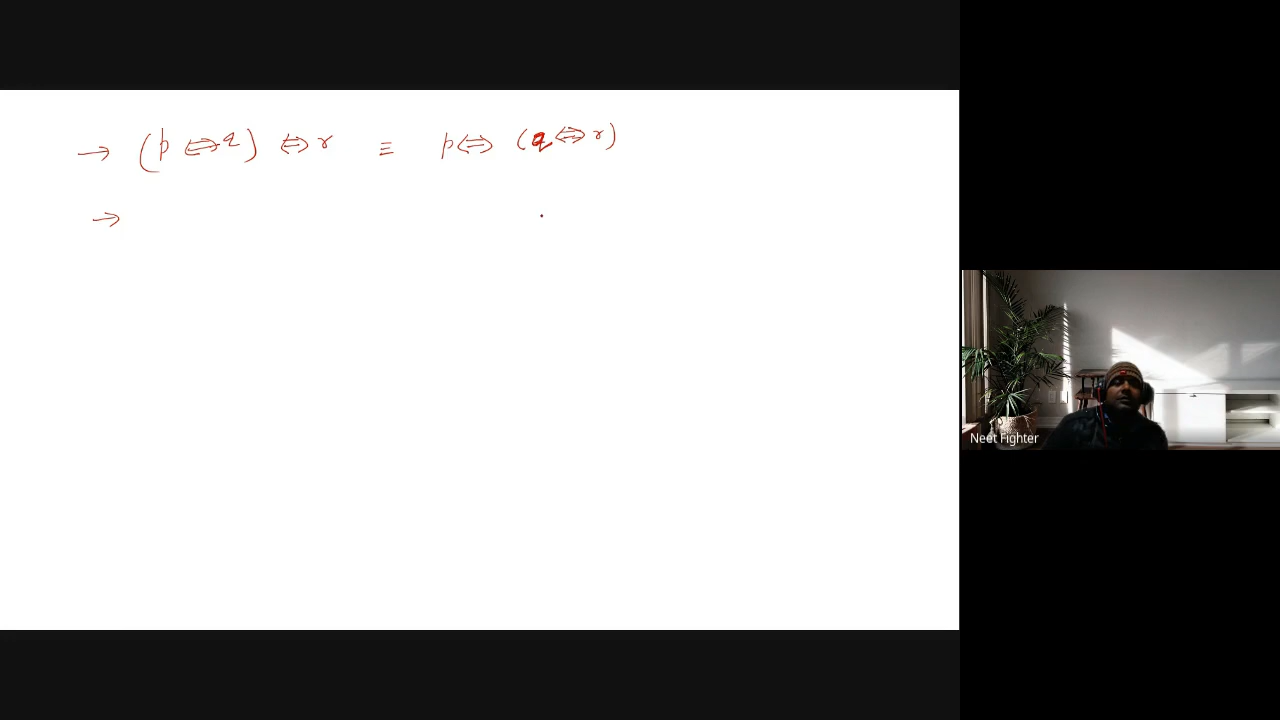 → (p ⇔ q) ⇔ r ≡ p ⇔ (q ⇔ r)
→
Neet Fighter